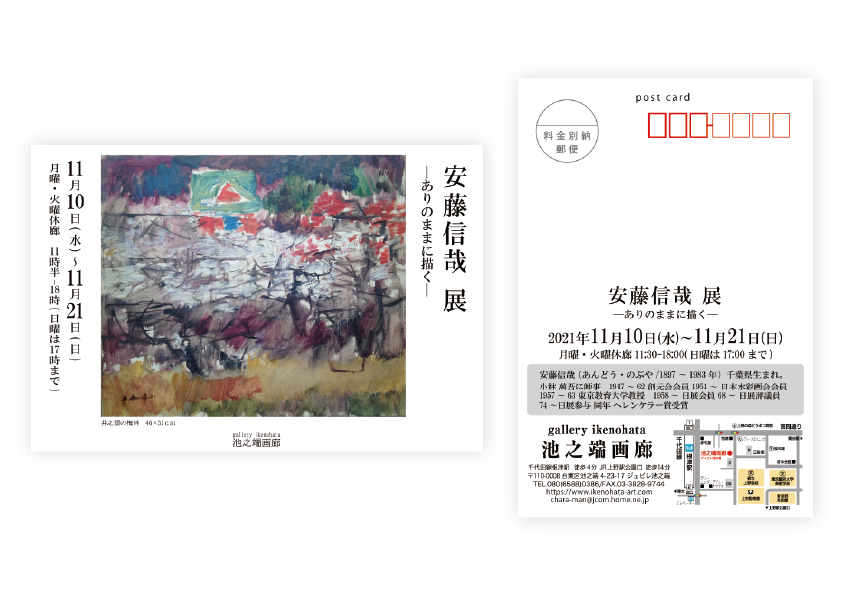 安藤信哉 展
―ありのままに描く―
11月10日(水)～11月21日(日)
月曜・火曜休廊 11時半–18時(日曜は17時まで)
井之頭の梅林 46×51cm
gallery ikenohata
池之端画廊
post card
料金別納
郵便
安藤信哉 展
―ありのままに描く―
2021年11月10日(水)～11月21日(日)
月曜・火曜休廊 11:30-18:00(日曜は 17:00 まで)
安藤信哉 (あんどう・のぶや /1897 ～ 1983 年) 千葉県生まれ。
小林 萬吾に師事 1947 ～ 62 創元会会員 1951 ～ 日本水彩画会会員
1957 ～ 63 東京教育大学教授 1958 ～ 日展会員 68 ～ 日展評議員
74 ～日展参与 同年 ヘレンケラー賞受賞
gallery ikenohata
池之端画廊
千代田線根津駅 徒歩4分 JR上野駅公園口 徒歩14分
〒110-0008 台東区池之端 4-23-17 ジュビレ池之端
TEL.080(6588)0386/FAX.03-3828-9744
https://www.ikenohata-art.com
chara-man@jcom.home.ne.jp
千代田線
根津駅
池之端画廊
言問通り